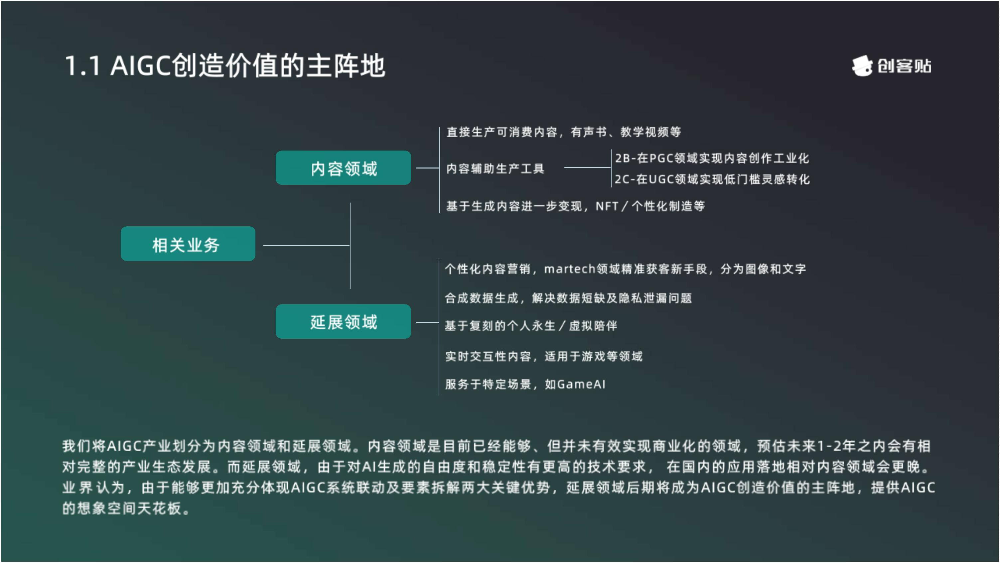 1.1 AIGC创造价值的主阵地
创客贴
直接生产可消费内容，有声书、教学视频等
内容领域
内容辅助生产工具
2B-在PGC领域实现内容创作工业化
2C-在UGC领域实现低门槛灵感转化
基于生成内容进一步变现，NFT/个性化制造等
相关业务
个性化内容营销，martech领域精准获客新手段，分为图像和文字
合成数据生成，解决数据短缺及隐私泄漏问题
延展领域
基于复刻的个人永生/虚拟陪伴
实时交互性内容，适用于游戏等领域
服务于特定场景，如GameAI
我们将AIGC产业划分为内容领域和延展领域。内容领域是目前已经能够、但并未有效实现商业化的领域，预估未来1-2年之内会有相
对完整的产业生态发展。而延展领域，由于对AI生成的自由度和稳定性有更高的技术要求， 在国内的应用落地相对内容领域会更晚。
业 界 认为，由于能够更加充分体现AIGC系统联动及要素拆解两大关键优势，延展领域后期将成为AIGC创造价值的主阵地，提供AIGC
的想象空间天花板。